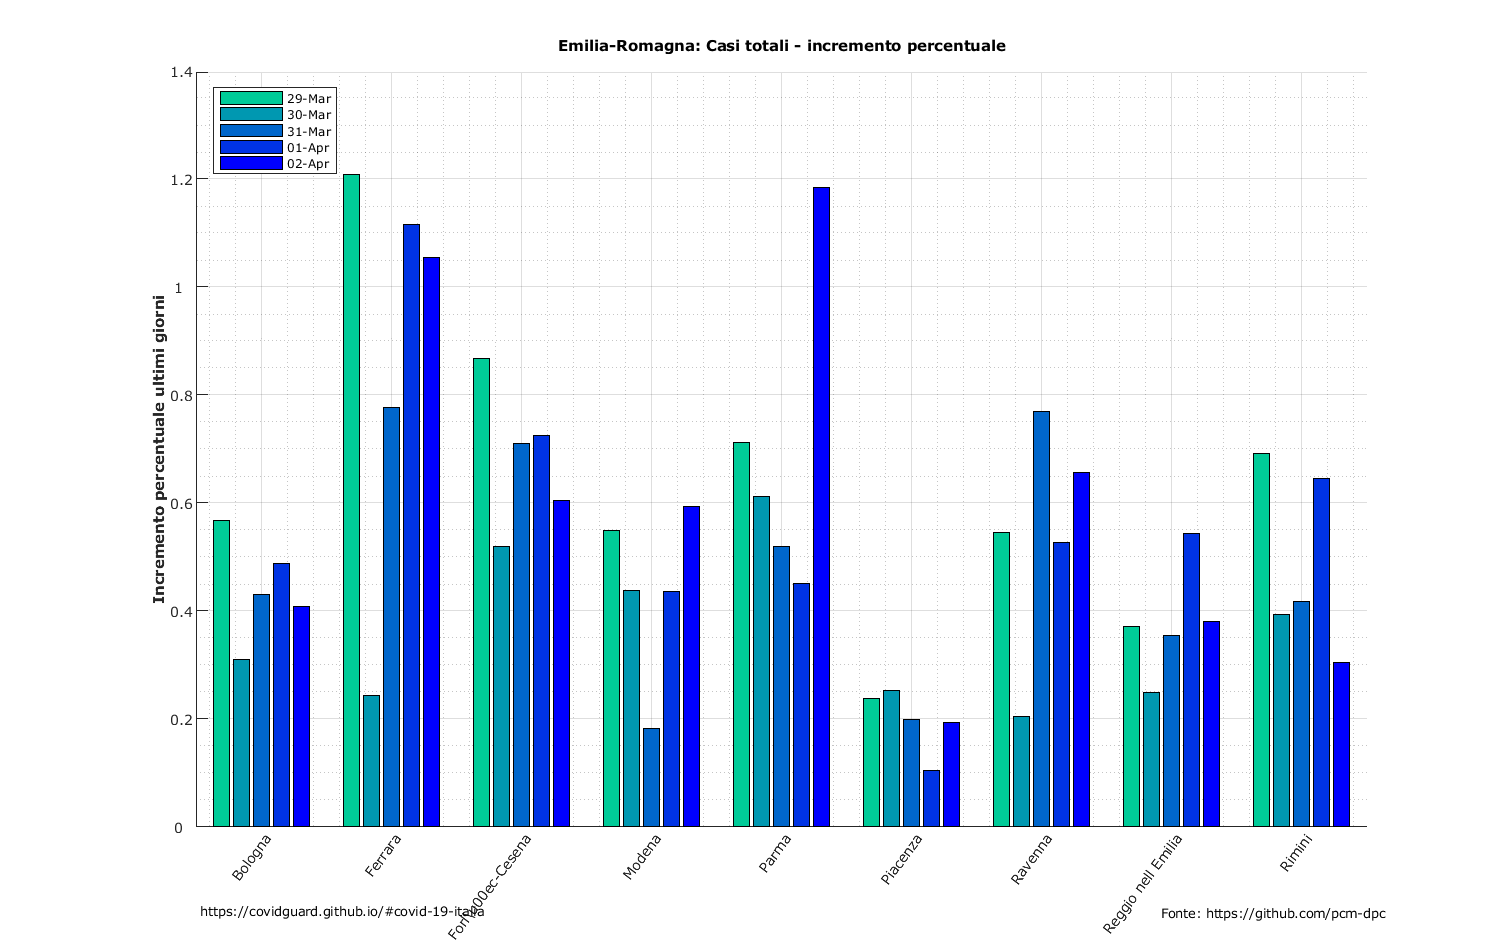 Emilia-Romagna: Casi totali - incremento percentuale
Incremento percentuale ultimi giorni
1.4
1.2
1
0.8
0.6
0.4
0.2
0
29-Mar
30-Mar
31-Mar
01-Apr
02-Apr
Bologna
Ferrara
Modena
Parma
Piacenza
Ravenna
Reggio nell Emilia
Rimini
https://covidguard.github.io/#covid-19-italia
Fonte: https://github.com/pcm-dpc